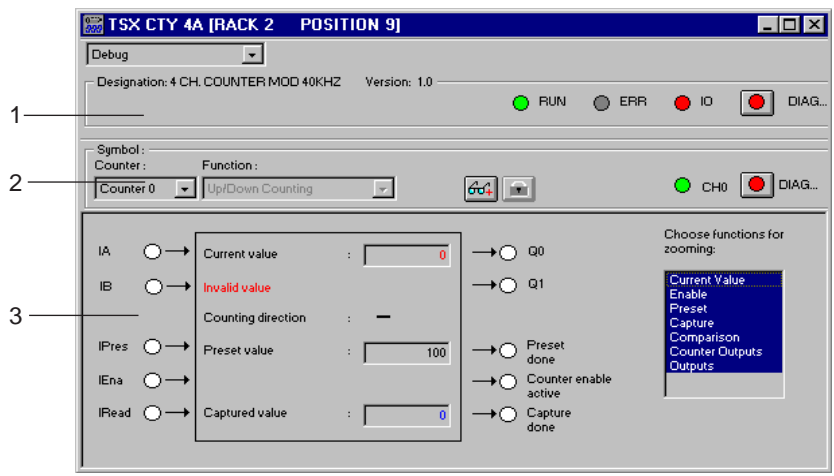 TSX CTY 4A [RACK 2 POSITION 9]
Debug
Designation: 4 CH. COUNTER MOD 40KHZ Version: 1.0
RUN ERR IO DIAG...
1
Symbol :
Counter : Function :
2
Counter 0 Up/Down Counting CH0 DIAG...
Choose functions for
zooming:
IA Current value : 0 Q0
IB Invalid value Q1
Counting direction : –
3
IPres Preset value : 100 Preset
done
IEna Counter enable
active
IRead Captured value : 0 Capture
done
Current Value
Enable
Preset
Capture
Comparison
Counter Outputs
Outputs